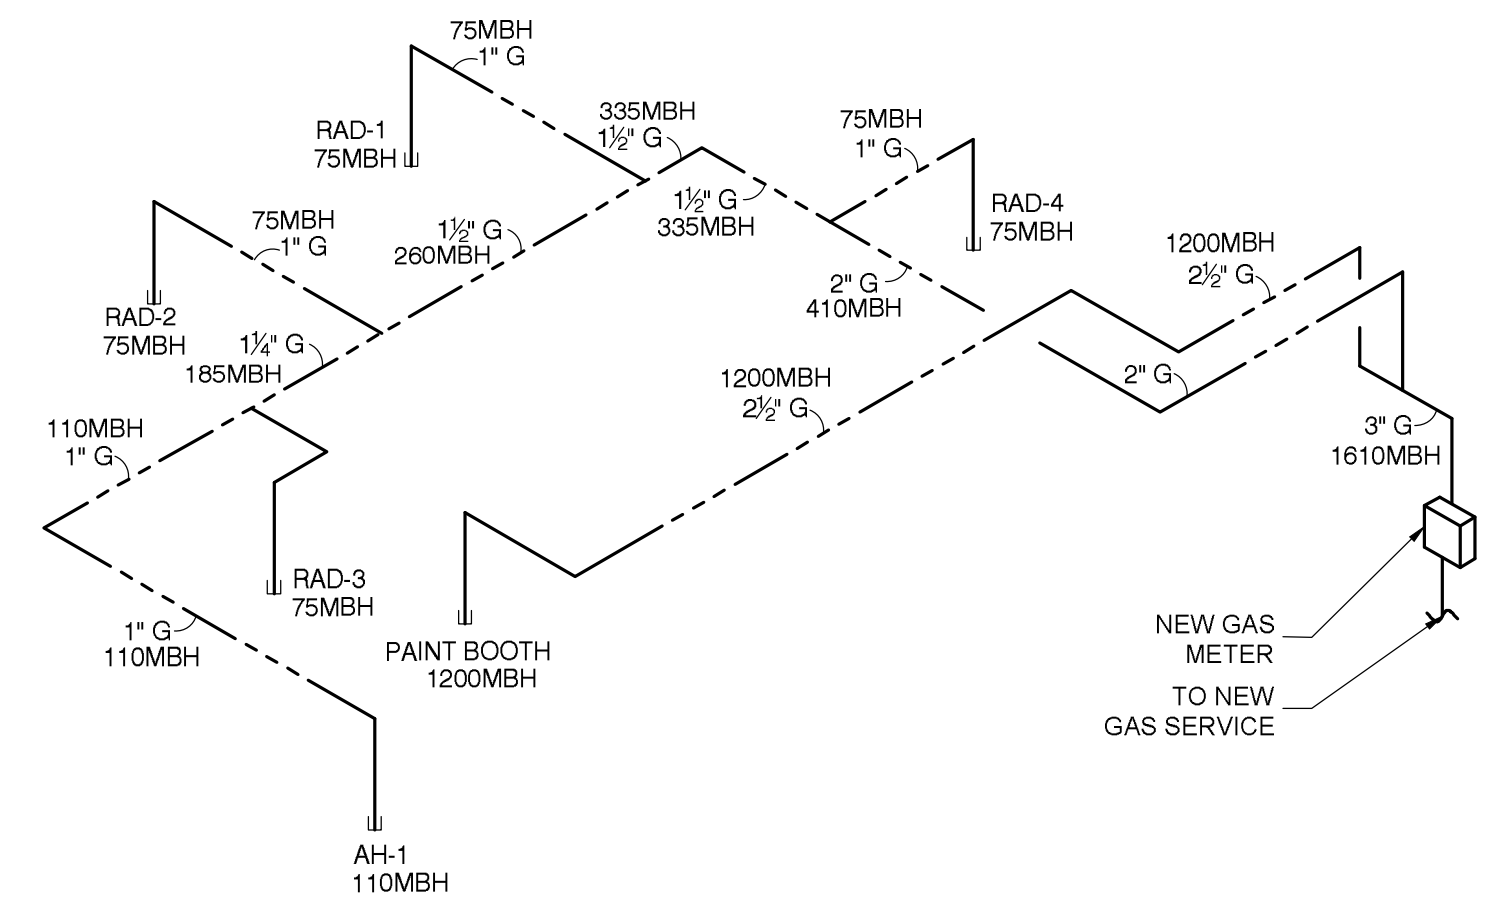 75MBH
1" G
RAD-1
75MBH
335MBH
1½" G
75MBH
1" G
RAD-4
75MBH
1½" G
335MBH
75MBH
1" G
RAD-2
75MBH
1½" G
260MBH
2" G
410MBH
1200MBH
2½" G
1¼" G
185MBH
1200MBH
2½" G
2" G
3" G
1610MBH
110MBH
1" G
RAD-3
75MBH
1" G
110MBH
PAINT BOOTH
1200MBH
NEW GAS
METER
TO NEW
GAS SERVICE
AH-1
110MBH